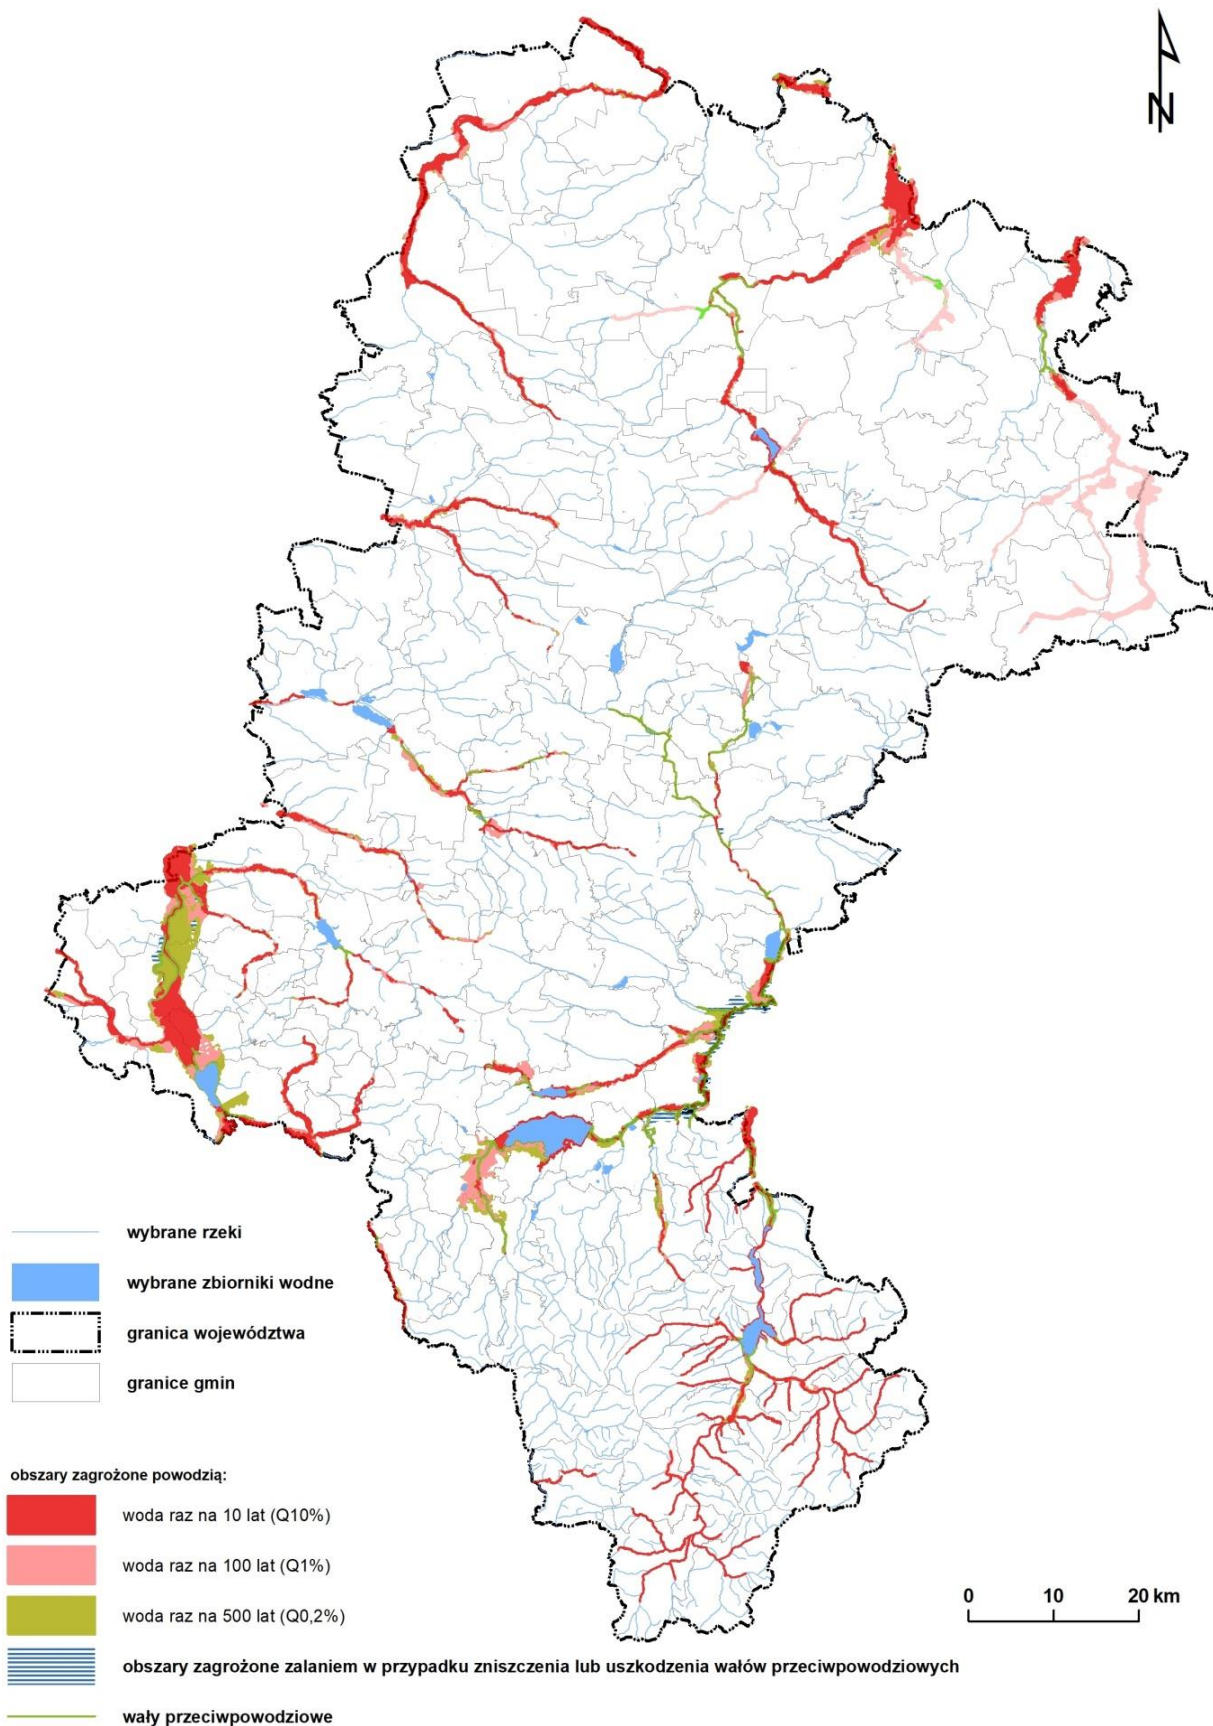 N
wybrane rzeki
wybrane zbiorniki wodne
granica województwa
granice gmin
obszary zagrożone powodzią:
woda raz na 10 lat (Q10%)
woda raz na 100 lat (Q1%)
woda raz na 500 lat (Q0,2%)
obszary zagrożone zalaniem w przypadku zniszczenia lub uszkodzenia wałów przeciwpowodziowych
wały przeciwpowodziowe
0 10 20 km